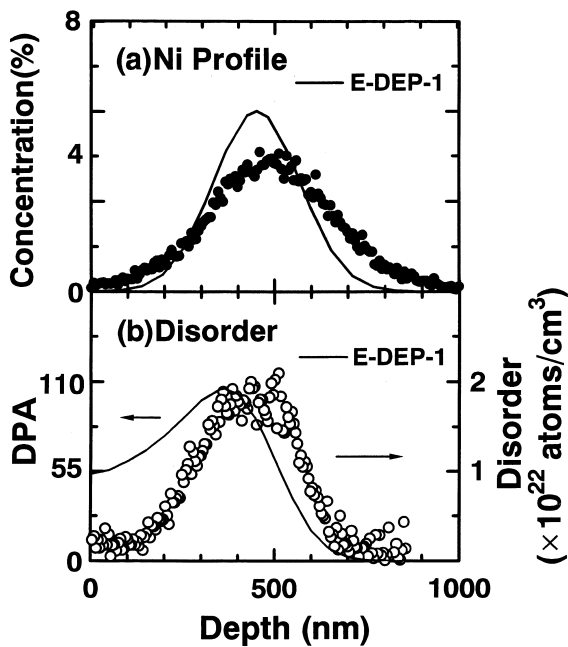 8
(a)Ni Profile
E-DEP-1
Concentration(%)
4
0
(b)Disorder
E-DEP-1
110
2
DPA
55
1
Disorder
(×10²² atoms/cm³)
0
0
0
500
1000
Depth (nm)